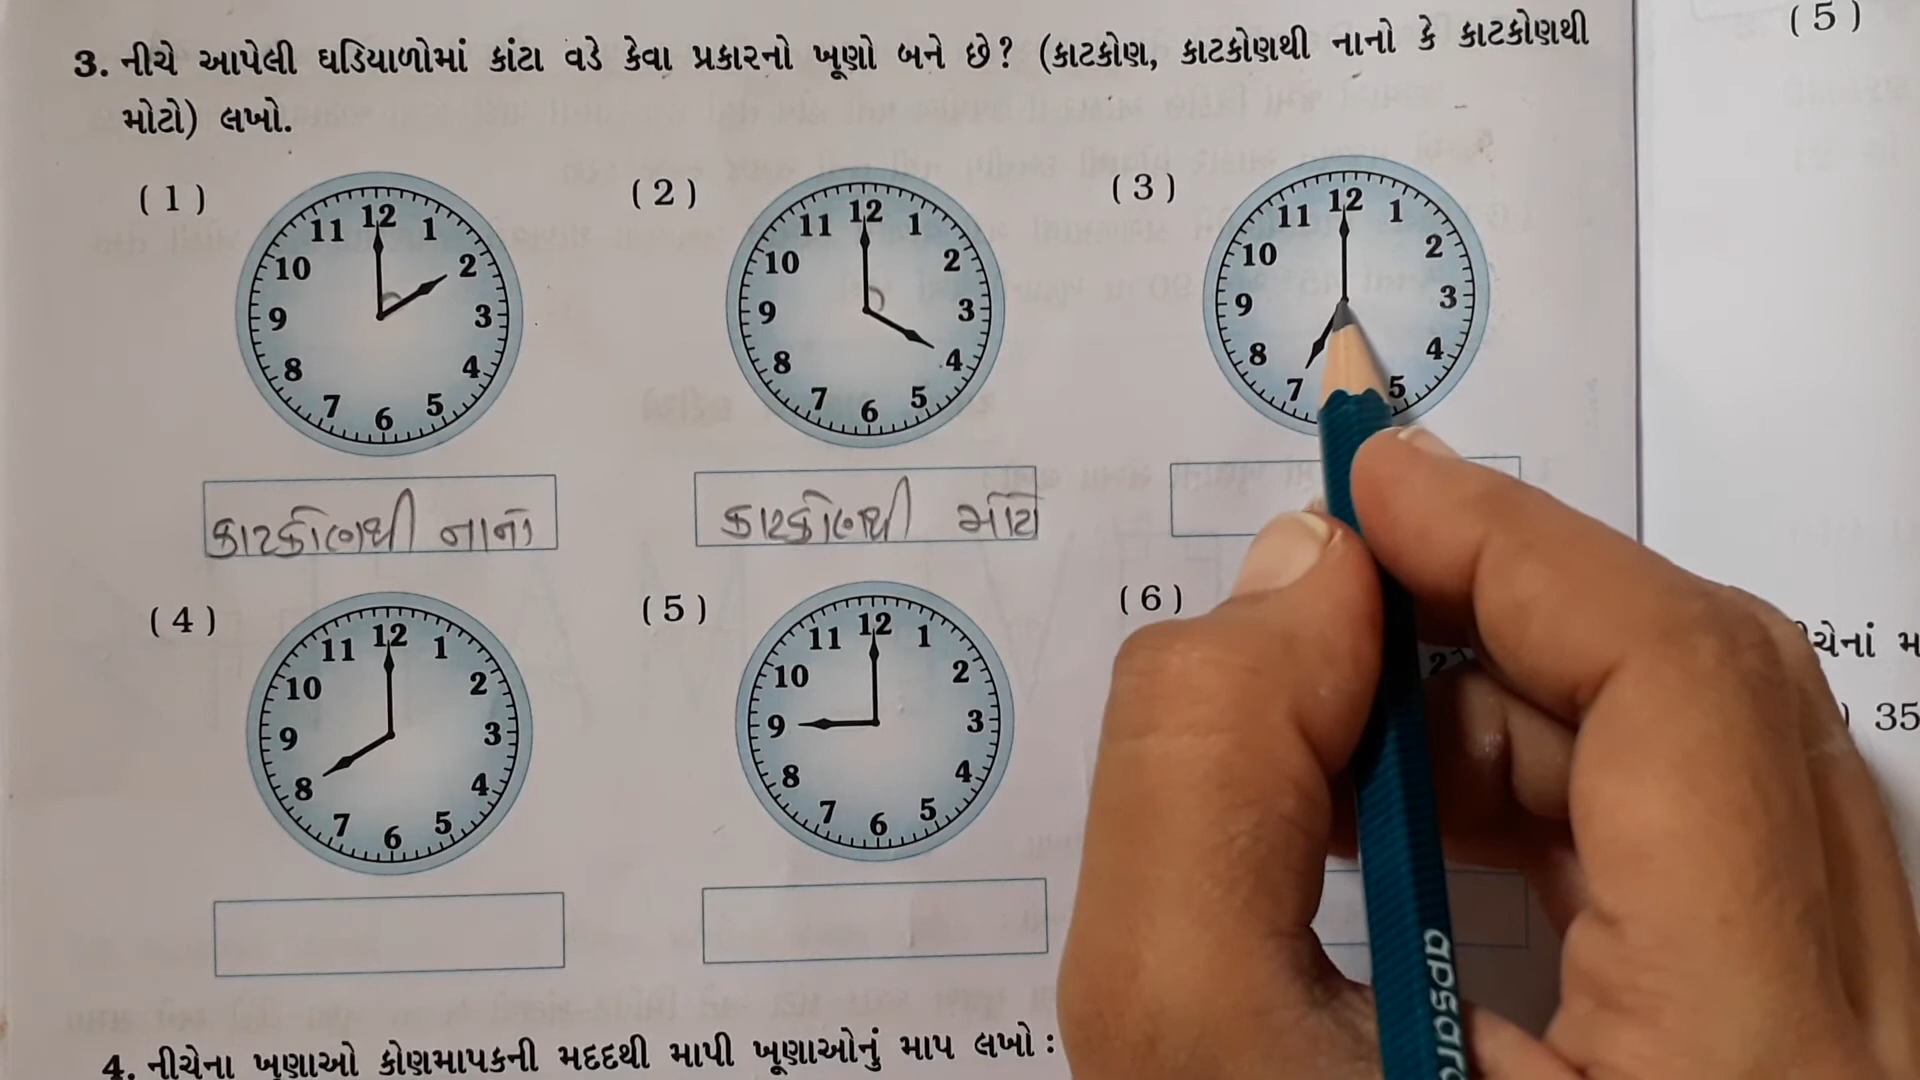 (5)
3. નીચે આપેલી ઘડિયાળોમાં કાંટા વડે કેવા પ્રકારનો ખૂણો બને છે? (કાટકોણ, કાટકોણથી નાનો કે કાટકોણથી
મોટો) લખો.
(1) (2) (3)
12 1 2 3 4 5 6 7 8 9 10 11
12 1 2 3 4 5 6 7 8 9 10 11
12 1 2 3 4 5 7 8 9 10 11
કાટકોણથી નાનો
કાટકોણથી મોટો
(4) (5) (6)
12 1 2 3 4 5 6 7 8 9 10 11
12 1 2 3 4 5 6 7 8 9 10 11
2
35
apsara
4. નીચેના ખૂણાઓ કોણમાપકની મદદથી માપી ખૂણાઓનું માપ લખો :